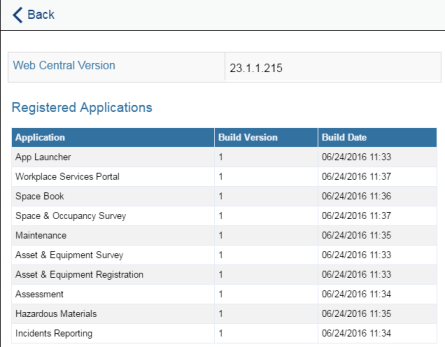 Back
Web Central Version 23.1.1.215
Registered Applications
Application Build Version Build Date
App Launcher 1 06/24/2016 11:33
Workplace Services Portal 1 06/24/2016 11:37
Space Book 1 06/24/2016 11:36
Space & Occupancy Survey 1 06/24/2016 11:37
Maintenance 1 06/24/2016 11:35
Asset & Equipment Survey 1 06/24/2016 11:33
Asset & Equipment Registration 1 06/24/2016 11:33
Assessment 1 06/24/2016 11:34
Hazardous Materials 1 06/24/2016 11:35
Incidents Reporting 1 06/24/2016 11:34